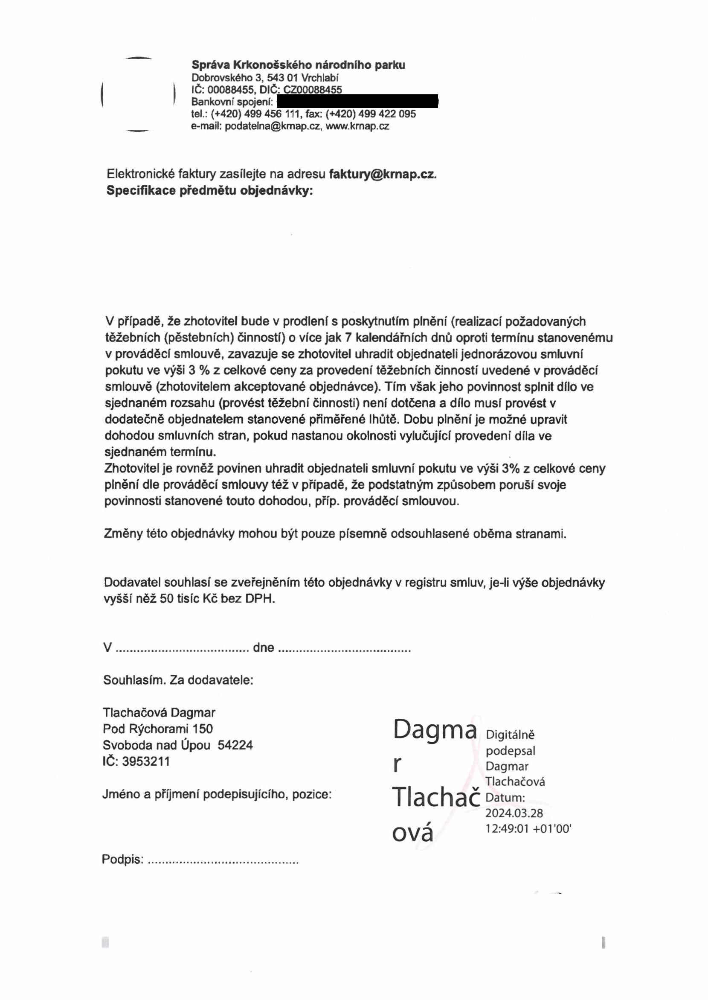 Správa Krkonošského národního parku
Dobrovského 3, 543 01 Vrchlabí
IČ: 00088455, DIČ: CZ00088455
Bankovní spojení:
tel.: (+420) 499 456 111, fax: (+420) 499 422 095
e-mail: podatelna@krnap.cz, www.krnap.cz
Elektronické faktury zasílejte na adresu faktury@krnap.cz.
Specifikace předmětu objednávky:
V případě, že zhotovitel bude v prodlení s poskytnutím plnění (realizací požadovaných
těžebních (pěstebních) činností) o více jak 7 kalendářních dnů oproti termínu stanovenému
v prováděcí smlouvě, zavazuje se zhotovitel uhradit objednateli jednorázovou smluvní
pokutu ve výši 3 % z celkové ceny za provedení těžebních činností uvedené v prováděcí
smlouvě (zhotovitelem akceptované objednávce). Tím však jeho povinnost splnit dílo ve
sjednaném rozsahu (provést těžební činnosti) není dotčena a dílo musí provést v
dodatečně objednatelem stanovené přiměřené lhůtě. Dobu plnění je možné upravit
dohodou smluvních stran, pokud nastanou okolnosti vylučující provedení díla ve
sjednaném termínu.
Zhotovitel je rovněž povinen uhradit objednateli smluvní pokutu ve výši 3% z celkové ceny
plnění dle prováděcí smlouvy též v případě, že podstatným způsobem poruší svoje
povinnosti stanovené touto dohodou, příp. prováděcí smlouvou.
Změny této objednávky mohou být pouze písemně odsouhlasené oběma stranami.
Dodavatel souhlasí se zveřejněním této objednávky v registru smluv, je-li výše objednávky
vyšší něž 50 tisíc Kč bez DPH.
V ..................................... dne .....................................
Souhlasím. Za dodavatele:
Tlachačová Dagmar
Pod Rýchorami 150
Svoboda nad Úpou  54224
IČ: 3953211
Jméno a příjmení podepisujícího, pozice:
Dagma
r
Tlachač
ová
Digitálně
podepsal
Dagmar
Tlachačová
Datum:
2024.03.28
12:49:01 +01'00'
Podpis: ..........................................